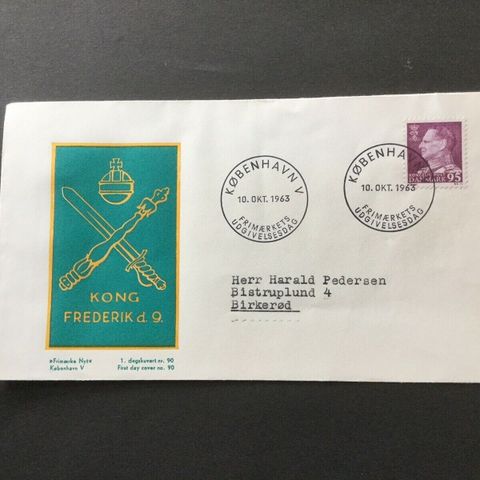 KONG
FREDERIK d. 9.
»Frimærke Nyt«
København V
1. dagskuvert nr. 90
First day cover no. 90
KØBENHAVN V
10. OKT. 1963
FRIMÆRKETS
UDGIVELSESDAG
KØBENHAVN
10. OKT. 1963
FRIMÆRKETS
UDGIVELSESDAG
DANMARK 95
Herr Harald Pedersen
Bistruplund 4
Birkerød